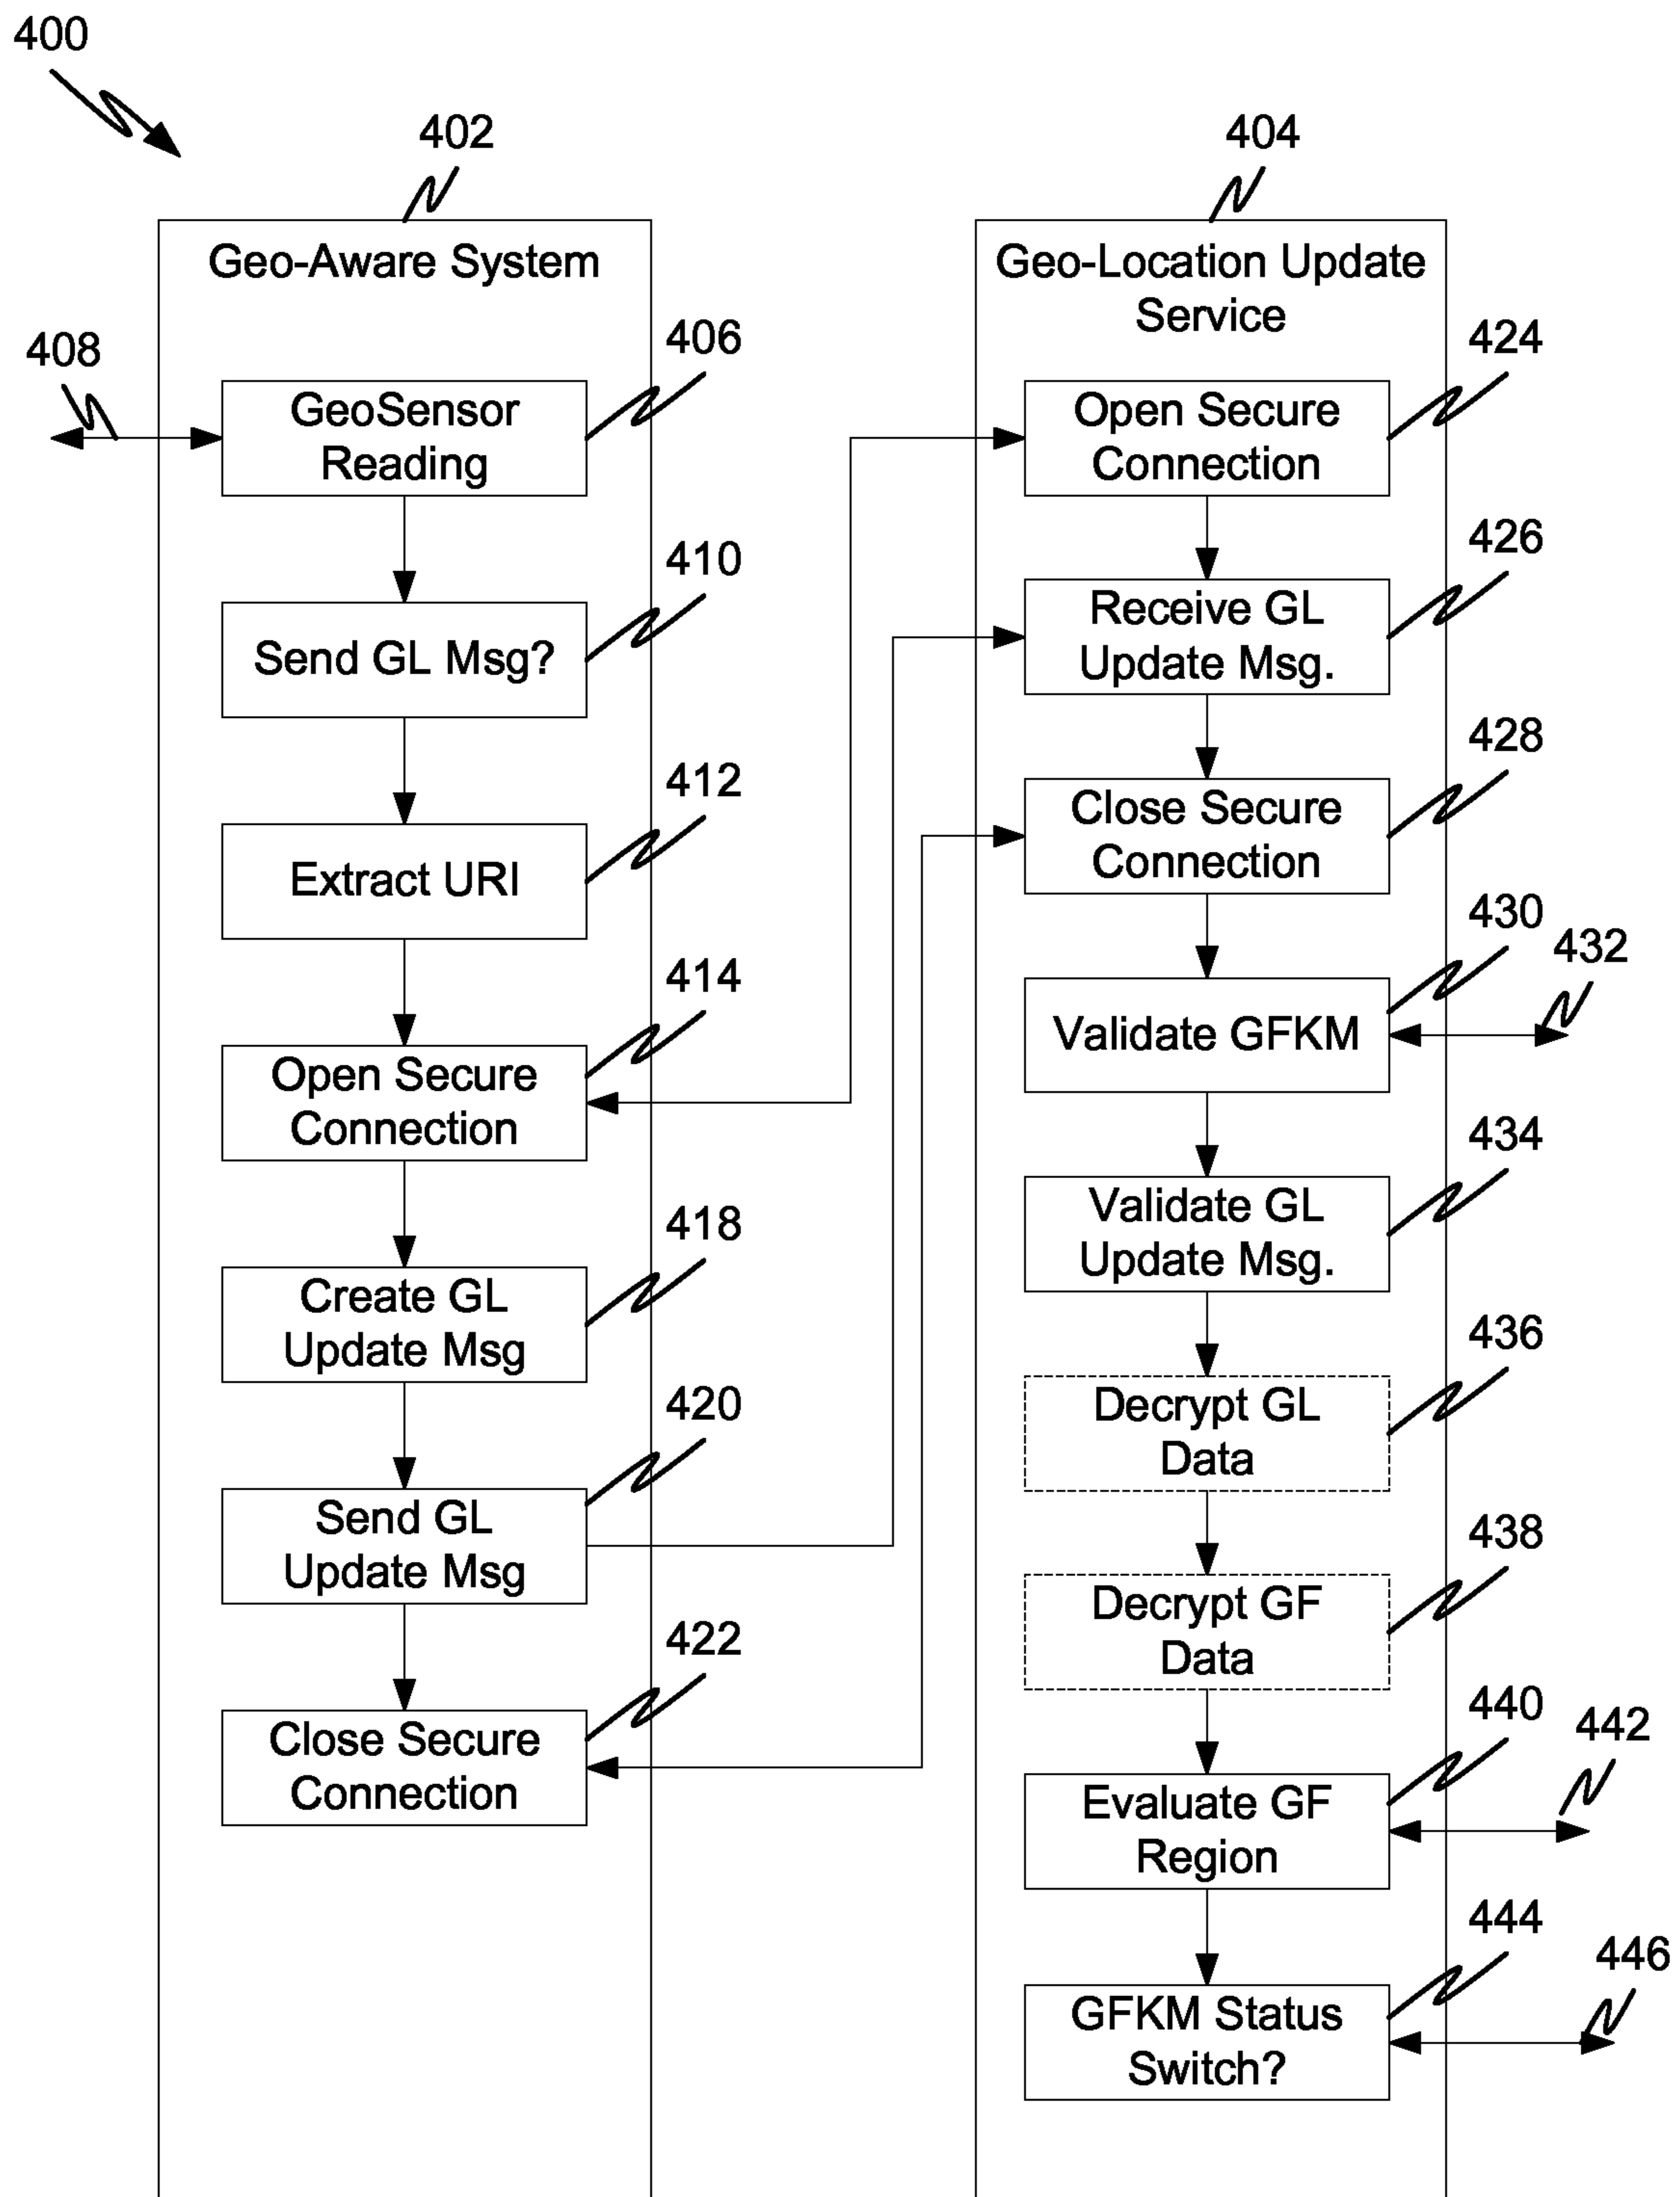 400
402
404
Geo-Aware System
Geo-Location Update
Service
408
406
GeoSensor
Reading
410
Send GL Msg?
412
Extract URI
414
Open Secure
Connection
418
Create GL
Update Msg
420
Send GL
Update Msg
422
Close Secure
Connection
424
Open Secure
Connection
426
Receive GL
Update Msg.
428
Close Secure
Connection
430
432
Validate GFKM
434
Validate GL
Update Msg.
436
Decrypt GL
Data
438
Decrypt GF
Data
440
442
Evaluate GF
Region
444
446
GFKM Status
Switch?